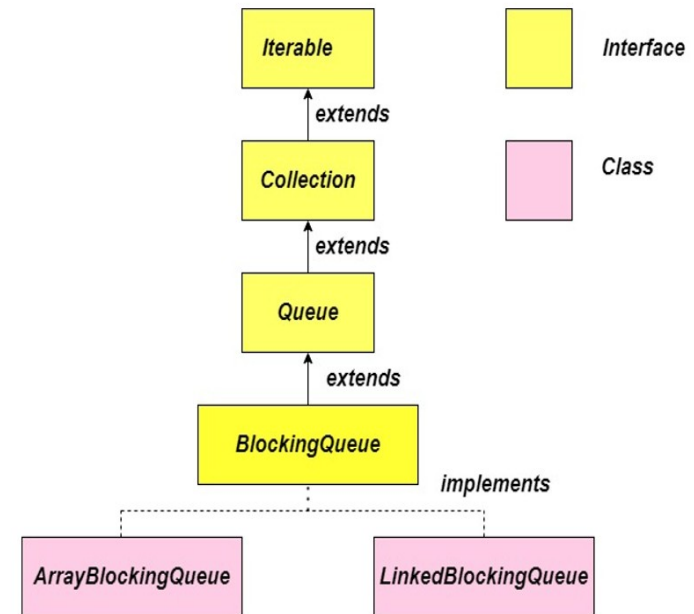 Iterable
Interface
extends
Collection
Class
extends
Queue
extends
BlockingQueue
implements
ArrayBlockingQueue
LinkedBlockingQueue